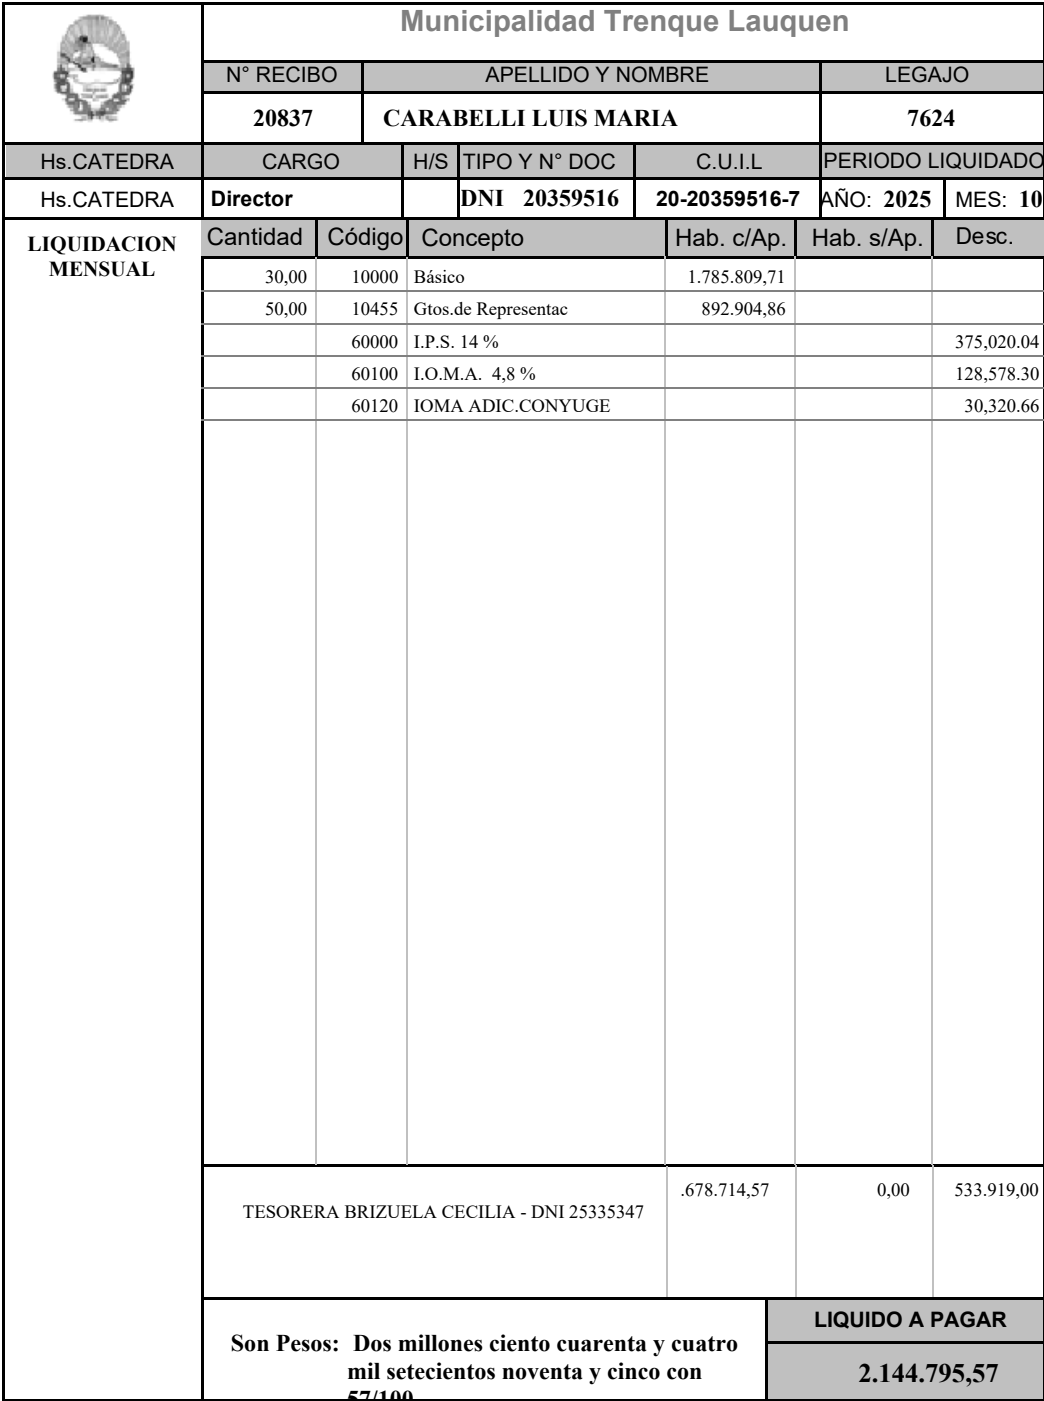 Municipalidad Trenque Lauquen
N° RECIBO APELLIDO Y NOMBRE LEGAJO
20837 CARABELLI LUIS MARIA 7624
Hs.CATEDRA CARGO H/S TIPO Y N° DOC C.U.I.L PERIODO LIQUIDADO
Hs.CATEDRA Director DNI 20359516 20-20359516-7 AÑO: 2025 MES: 10
LIQUIDACION MENSUAL
Cantidad Código Concepto Hab. c/Ap. Hab. s/Ap. Desc.
30,00 10000 Básico 1.785.809,71
50,00 10455 Gtos.de Representac 892.904,86
60000 I.P.S. 14 % 375,020.04
60100 I.O.M.A. 4,8 % 128,578.30
60120 IOMA ADIC.CONYUGE 30,320.66
.678.714,57 0,00 533.919,00
TESORERA BRIZUELA CECILIA - DNI 25335347
LIQUIDO A PAGAR
Son Pesos: Dos millones ciento cuarenta y cuatro
mil setecientos noventa y cinco con
57/100
2.144.795,57